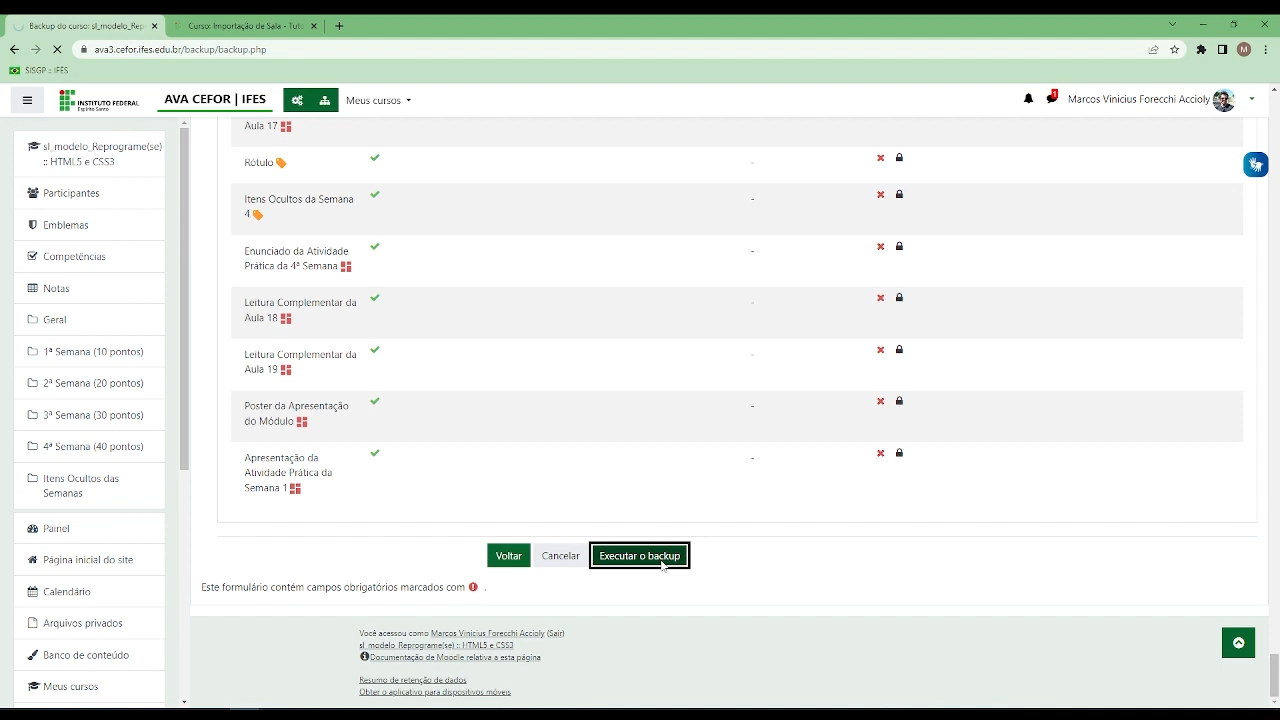 Backup do curso: sl_modelo_Rep
Curso: Importação de Sala - Tuto
ava3.cefor.ifes.edu.br/backup/backup.php
M
SISGP :: IFES
INSTITUTO FEDERAL
Espírito Santo
AVA CEFOR | IFES
Meus cursos
Marcos Vinicius Forecchi Accioly
sl_modelo_Reprograme(se)
:: HTML5 e CSS3
Participantes
Emblemas
Competências
Notas
Geral
1ª Semana (10 pontos)
2ª Semana (20 pontos)
3ª Semana (30 pontos)
4ª Semana (40 pontos)
Itens Ocultos das
Semanas
Painel
Página inicial do site
Calendário
Arquivos privados
Banco de conteúdo
Meus cursos
Aula 17
Rótulo
-
Itens Ocultos da Semana
4
-
Enunciado da Atividade
Prática da 4ª Semana
-
Leitura Complementar da
Aula 18
-
Leitura Complementar da
Aula 19
-
Poster da Apresentação
do Módulo
-
Apresentação da
Atividade Prática da
Semana 1
-
Voltar
Cancelar
Executar o backup
Este formulário contém campos obrigatórios marcados com .
Você acessou como Marcos Vinicius Forecchi Accioly (Sair)
sl_modelo_Reprograme(se) :: HTML5 e CSS3
Documentação de Moodle relativa a esta página
Resumo de retenção de dados
Obter o aplicativo para dispositivos móveis